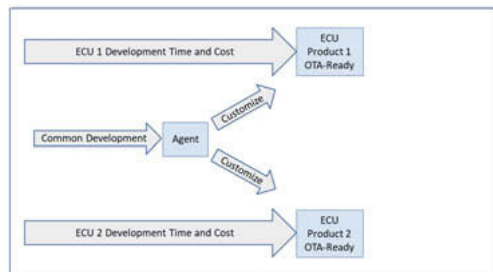 ECU 1 Development Time and Cost
ECU
Product 1
OTA-Ready
Customize
Common Development
Agent
Customize
ECU 2 Development Time and Cost
ECU
Product 2
OTA-Ready